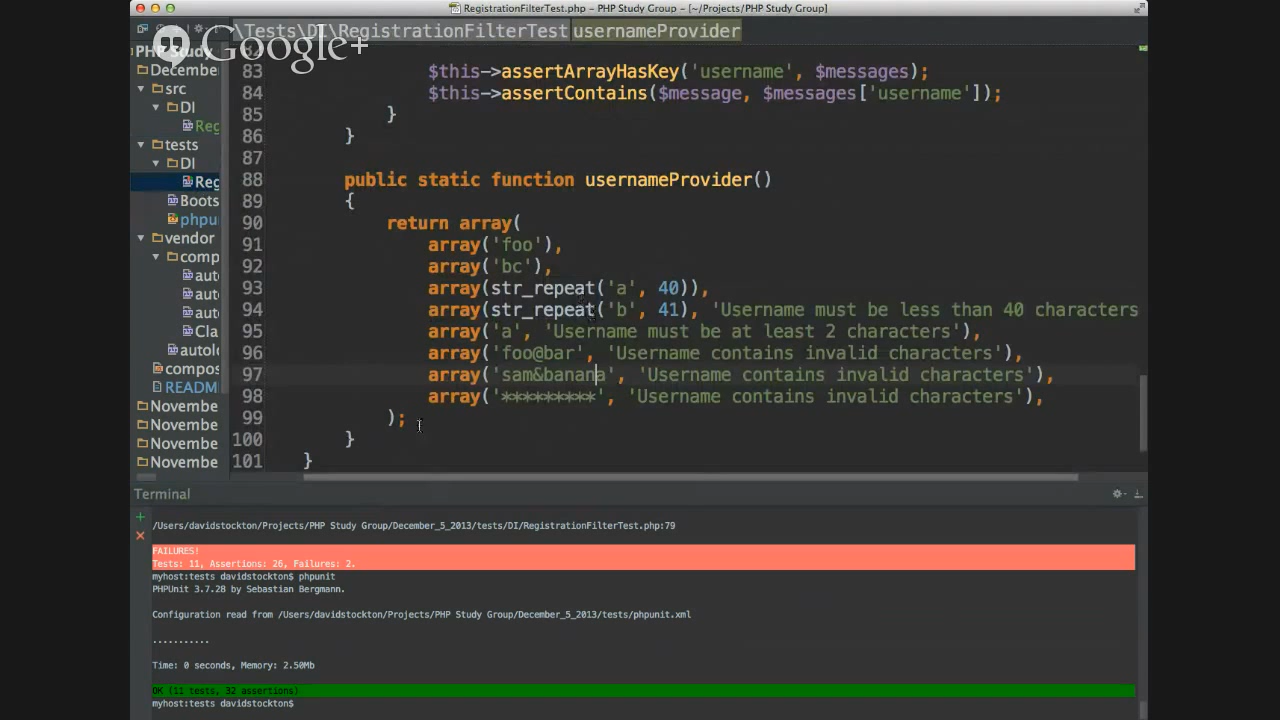 RegistrationFilterTest.php - PHP Study Group - [~/Projects/PHP Study Group]
\Tests\DI\RegistrationFilterTest usernameProvider
Google+
PHP Study
Decembe
src
DI
Reg
tests
DI
Reg
Boots
phpu
vendor
comp
aut
aut
aut
Cla
autol
compos
README
Novembe
Novembe
Novembe
Novembe
83 $this->assertArrayHasKey('username', $messages);
84 $this->assertContains($message, $messages['username']);
85 }
86 }
87
88 public static function usernameProvider()
89 {
90 return array(
91 array('foo'),
92 array('bc'),
93 array(str_repeat('a', 40)),
94 array(str_repeat('b', 41), 'Username must be less than 40 characters
95 array('a', 'Username must be at least 2 characters'),
96 array('foo@bar', 'Username contains invalid characters'),
97 array('sam&banana', 'Username contains invalid characters'),
98 array('*********', 'Username contains invalid characters'),
99 );
100 }
101 }
Terminal
/Users/davidstockton/Projects/PHP Study Group/December_5_2013/tests/DI/RegistrationFilterTest.php:79
FAILURES!
Tests: 11, Assertions: 26, Failures: 2.
myhost:tests davidstockton$ phpunit
PHPUnit 3.7.28 by Sebastian Bergmann.
Configuration read from /Users/davidstockton/Projects/PHP Study Group/December_5_2013/tests/phpunit.xml
...........
Time: 0 seconds, Memory: 2.50Mb
OK (11 tests, 32 assertions)
myhost:tests davidstockton$